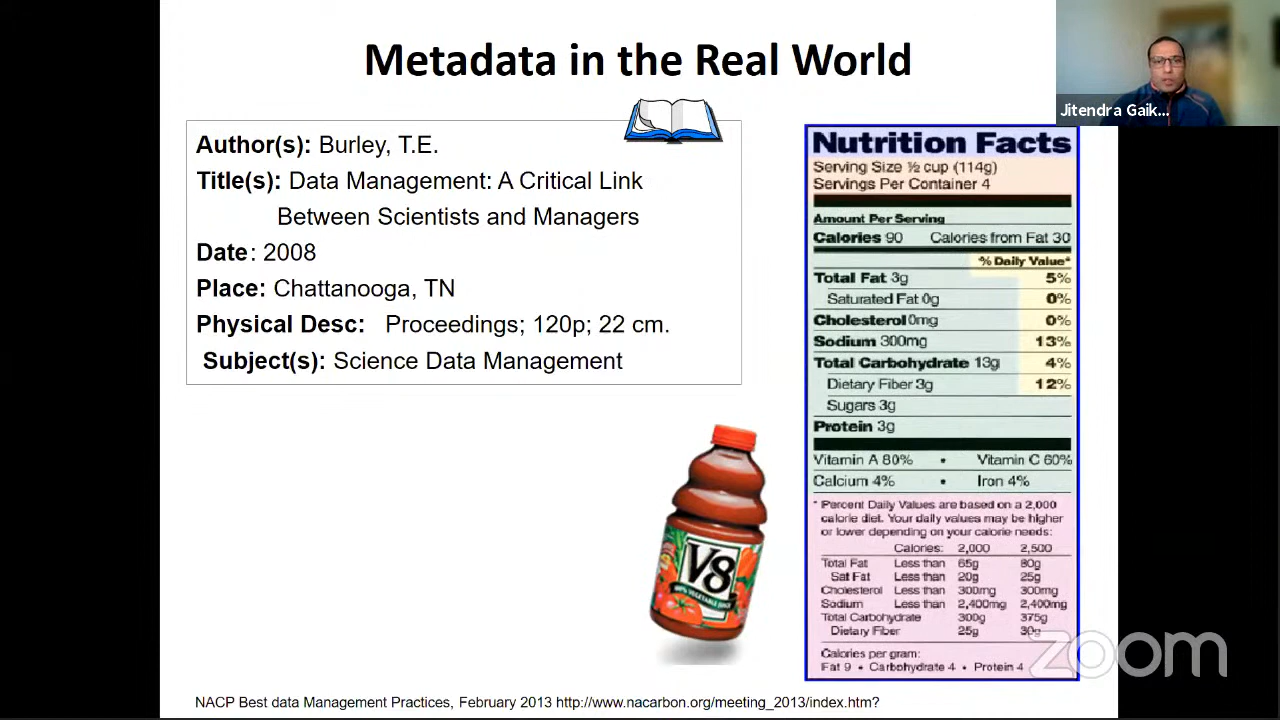 Metadata in the Real World
Jitendra Gaik...
Author(s): Burley, T.E.
Title(s): Data Management: A Critical Link
Between Scientists and Managers
Date: 2008
Place: Chattanooga, TN
Physical Desc: Proceedings; 120p; 22 cm.
Subject(s): Science Data Management
V8
100% VEGETABLE JUICE
Nutrition Facts
Serving Size ½ cup (114g)
Servings Per Container 4
Amount Per Serving
Calories 90 Calories from Fat 30
% Daily Value*
Total Fat 3g 5%
Saturated Fat 0g 0%
Cholesterol 0mg 0%
Sodium 300mg 13%
Total Carbohydrate 13g 4%
Dietary Fiber 3g 12%
Sugars 3g
Protein 3g
Vitamin A 80% • Vitamin C 60%
Calcium 4% • Iron 4%
* Percent Daily Values are based on a 2,000
calorie diet. Your daily values may be higher
or lower depending on your calorie needs:
Calories: 2,000 2,500
Total Fat Less than 65g 80g
Sat Fat Less than 20g 25g
Cholesterol Less than 300mg 300mg
Sodium Less than 2,400mg 2,400mg
Total Carbohydrate 300g 375g
Dietary Fiber 25g 30g
Calories per gram:
Fat 9 • Carbohydrate 4 • Protein 4
zoom
NACP Best data Management Practices, February 2013 http://www.nacarbon.org/meeting_2013/index.htm?